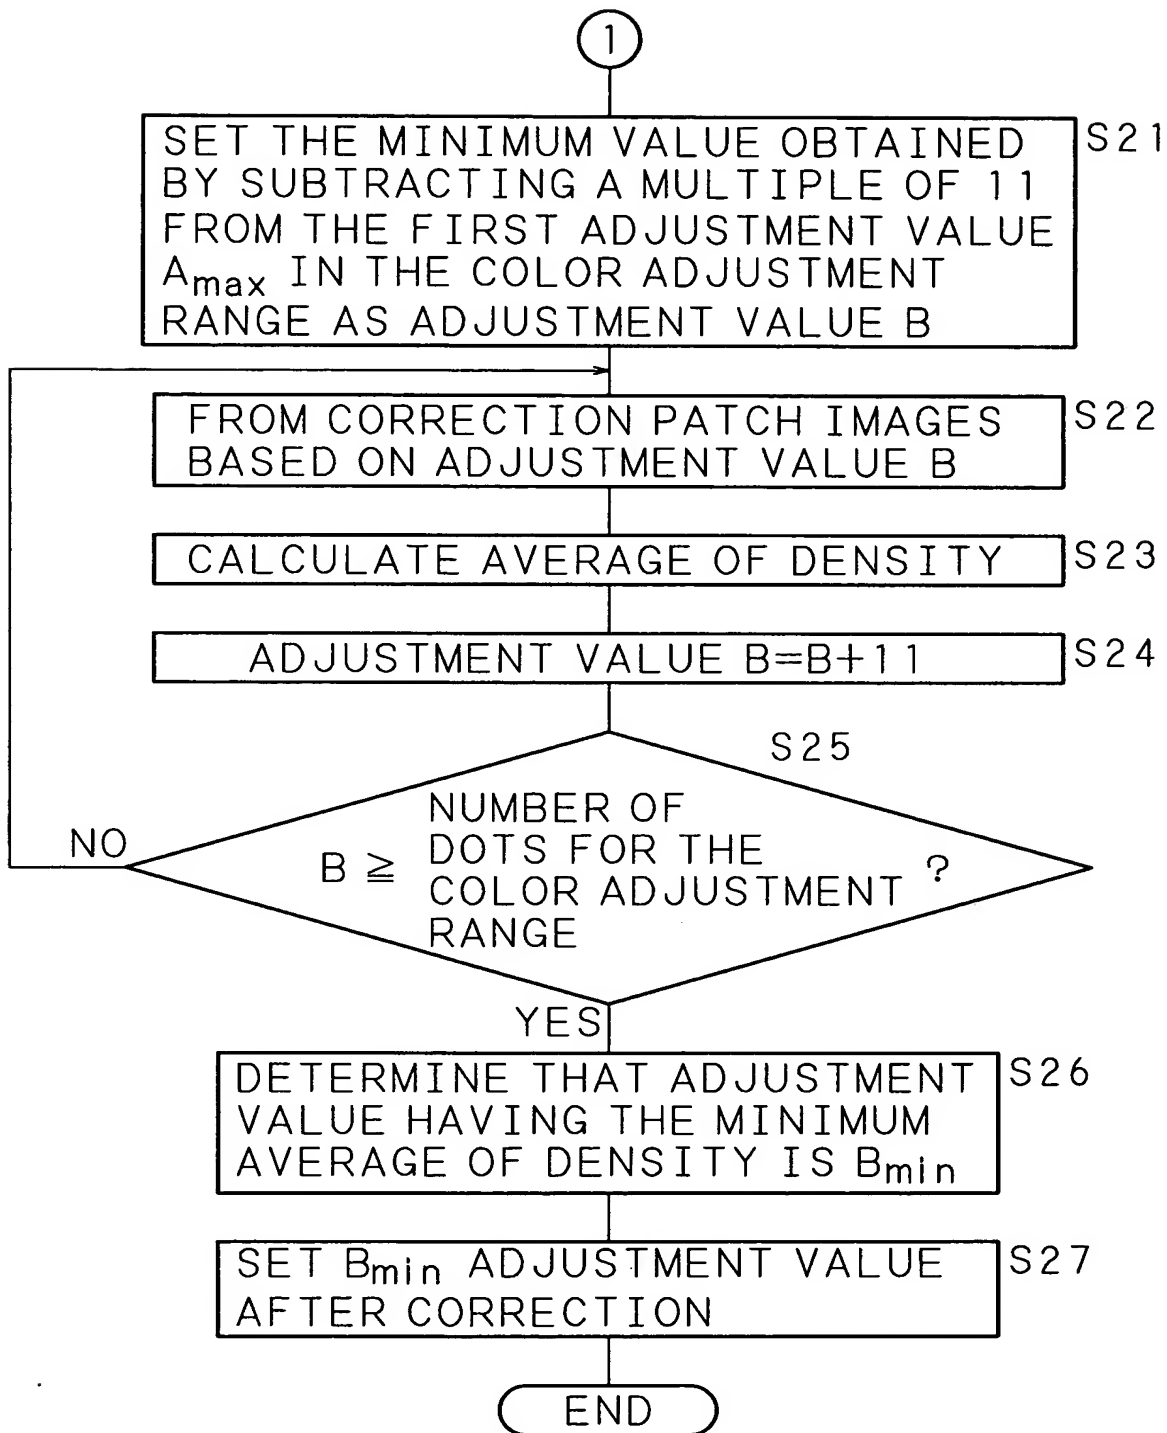 1
SET THE MINIMUM VALUE OBTAINED
BY SUBTRACTING A MULTIPLE OF 11
FROM THE FIRST ADJUSTMENT VALUE
Amax IN THE COLOR ADJUSTMENT
RANGE AS ADJUSTMENT VALUE B
S21
FROM CORRECTION PATCH IMAGES
BASED ON ADJUSTMENT VALUE B
S22
CALCULATE AVERAGE OF DENSITY
S23
ADJUSTMENT VALUE B=B+11
S24
S25
NUMBER OF
DOTS FOR THE
B ≧ COLOR ADJUSTMENT ?
RANGE
NO
YES
DETERMINE THAT ADJUSTMENT
VALUE HAVING THE MINIMUM
AVERAGE OF DENSITY IS Bmin
S26
SET Bmin ADJUSTMENT VALUE
AFTER CORRECTION
S27
END